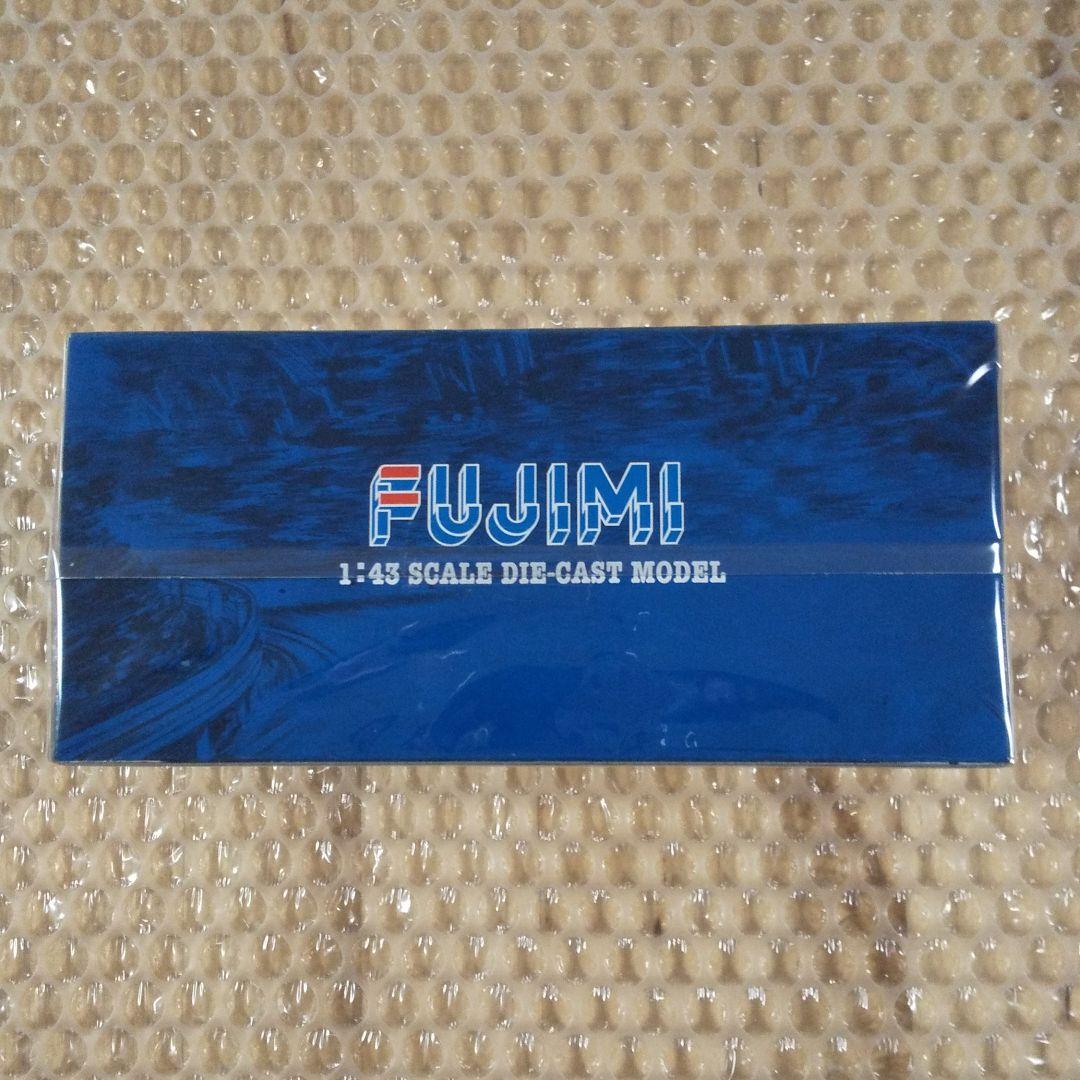 FUJIMI
1:43 SCALE DIE-CAST MODEL